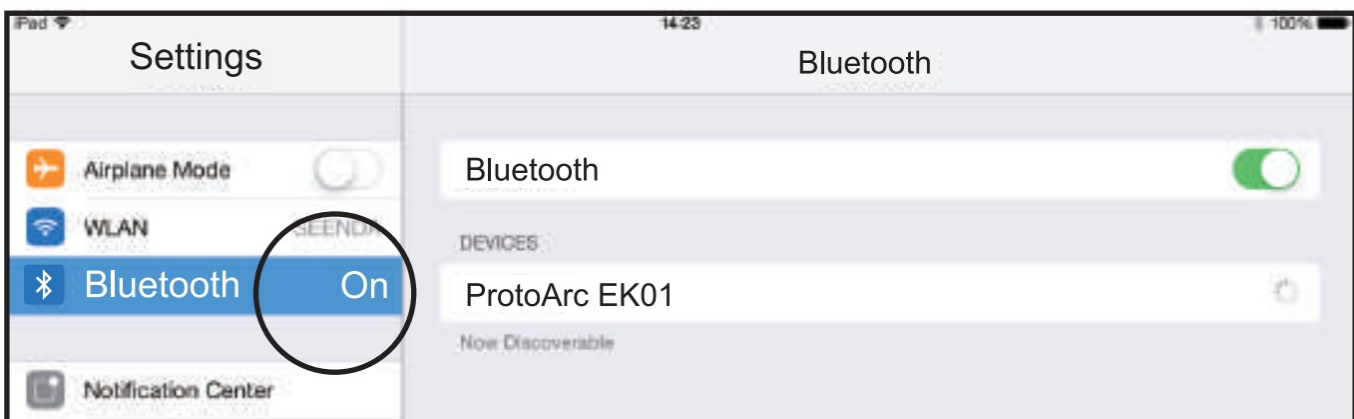 iPad 14:23 100%
Settings Bluetooth
Airplane Mode
Bluetooth
WLAN SEENDA
DEVICES
Bluetooth On
ProtoArc EK01
Now Discoverable
Notification Center